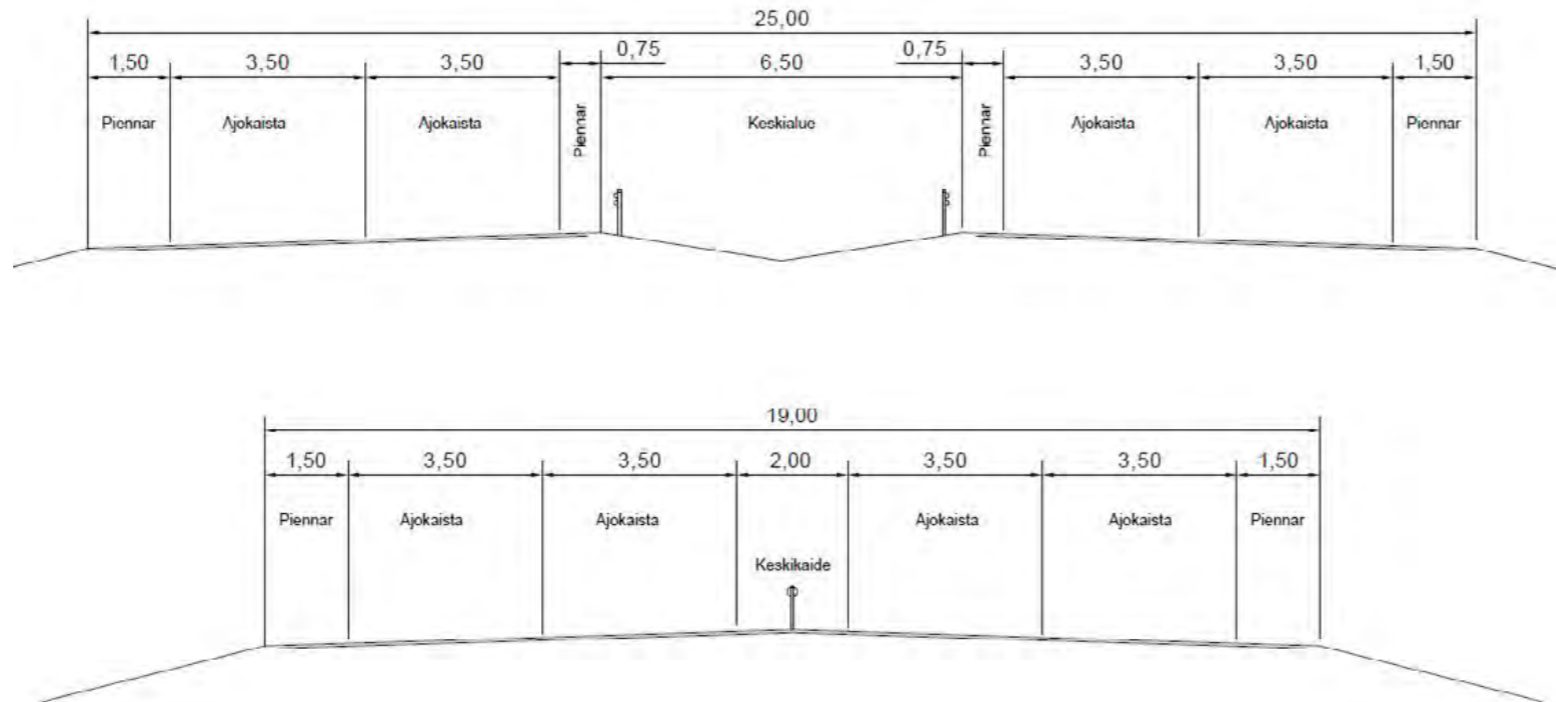 25,00
0,75 0,75
1,50 3,50 3,50 6,50 3,50 3,50 1,50
Piennar Ajokaista Ajokaista Piennar Keskialue Piennar Ajokaista Ajokaista Piennar
19,00
1,50 3,50 3,50 2,00 3,50 3,50 1,50
Piennar Ajokaista Ajokaista Ajokaista Ajokaista Piennar
Keskikaide